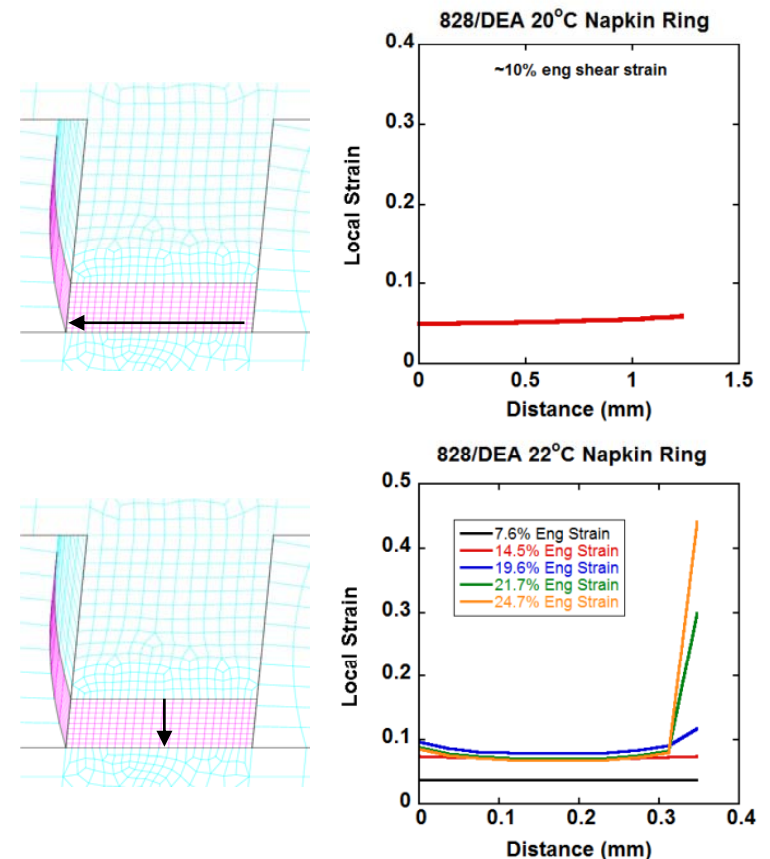 828/DEA 20°C Napkin Ring
0.4
~10% eng shear strain
0.3
Local Strain
0.2
0.1
0
0
0.5
1
1.5
Distance (mm)
828/DEA 22°C Napkin Ring
0.5
7.6% Eng Strain
14.5% Eng Strain
19.6% Eng Strain
21.7% Eng Strain
24.7% Eng Strain
0.4
0.3
Local Strain
0.2
0.1
0
0
0.1
0.2
0.3
0.4
Distance (mm)